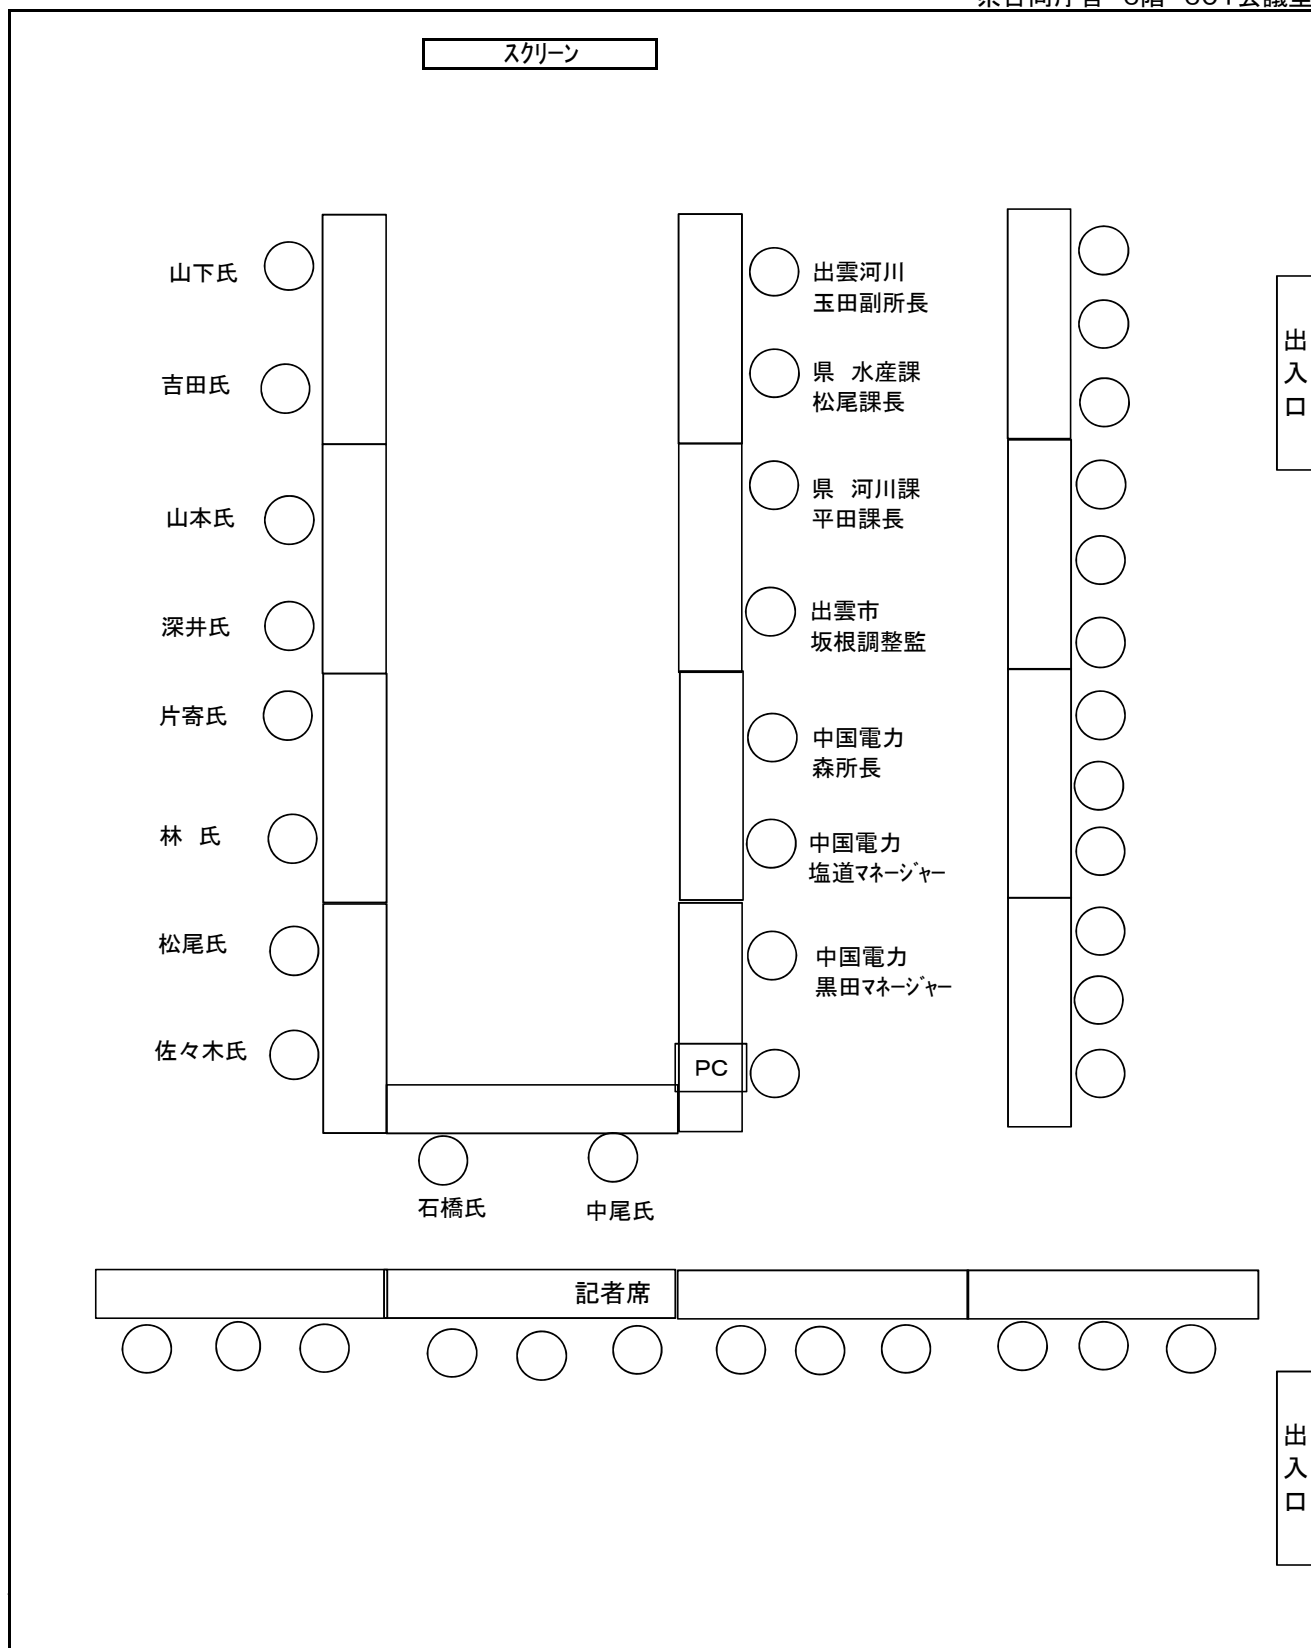 スクリーン
山下氏
出雲河川
玉田副所長
吉田氏
県 水産課
松尾課長
出入口
山本氏
県 河川課
平田課長
深井氏
出雲市
坂根調整監
片寄氏
中国電力
森所長
林 氏
中国電力
塩道マネージャー
松尾氏
中国電力
黒田マネージャー
佐々木氏
PC
石橋氏
中尾氏
記者席
出入口